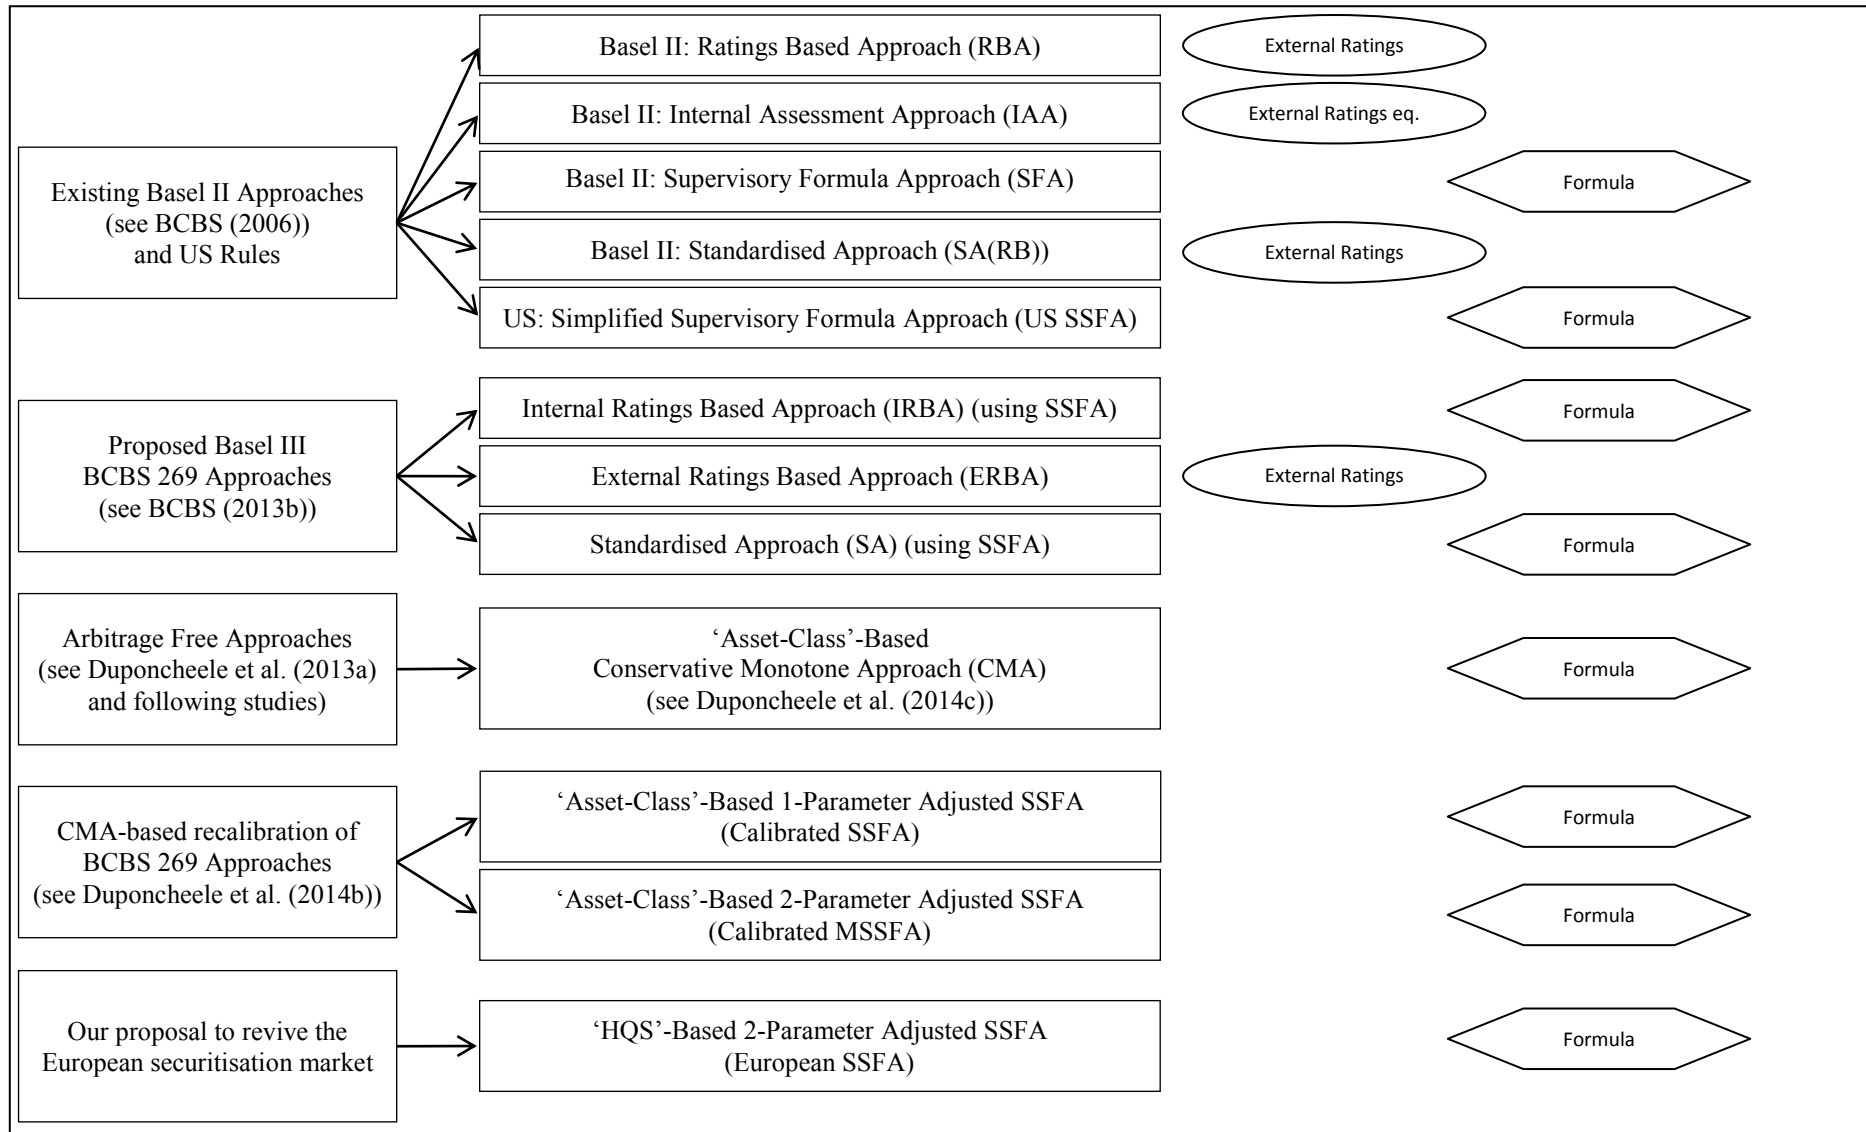 Basel II: Ratings Based Approach (RBA)
External Ratings
Basel II: Internal Assessment Approach (IAA)
External Ratings eq.
Existing Basel II Approaches
(see BCBS (2006))
and US Rules
Basel II: Supervisory Formula Approach (SFA)
Formula
Basel II: Standardised Approach (SA(RB))
External Ratings
US: Simplified Supervisory Formula Approach (US SSFA)
Formula
Proposed Basel III
BCBS 269 Approaches
(see BCBS (2013b))
Internal Ratings Based Approach (IRBA) (using SSFA)
Formula
External Ratings Based Approach (ERBA)
External Ratings
Standardised Approach (SA) (using SSFA)
Formula
Arbitrage Free Approaches
(see Duponcheele et al. (2013a)
and following studies)
‘Asset-Class’-Based
Conservative Monotone Approach (CMA)
(see Duponcheele et al. (2014c))
Formula
CMA-based recalibration of
BCBS 269 Approaches
(see Duponcheele et al. (2014b))
‘Asset-Class’-Based 1-Parameter Adjusted SSFA
(Calibrated SSFA)
Formula
‘Asset-Class’-Based 2-Parameter Adjusted SSFA
(Calibrated MSSFA)
Formula
Our proposal to revive the
European securitisation market
‘HQS’-Based 2-Parameter Adjusted SSFA
(European SSFA)
Formula